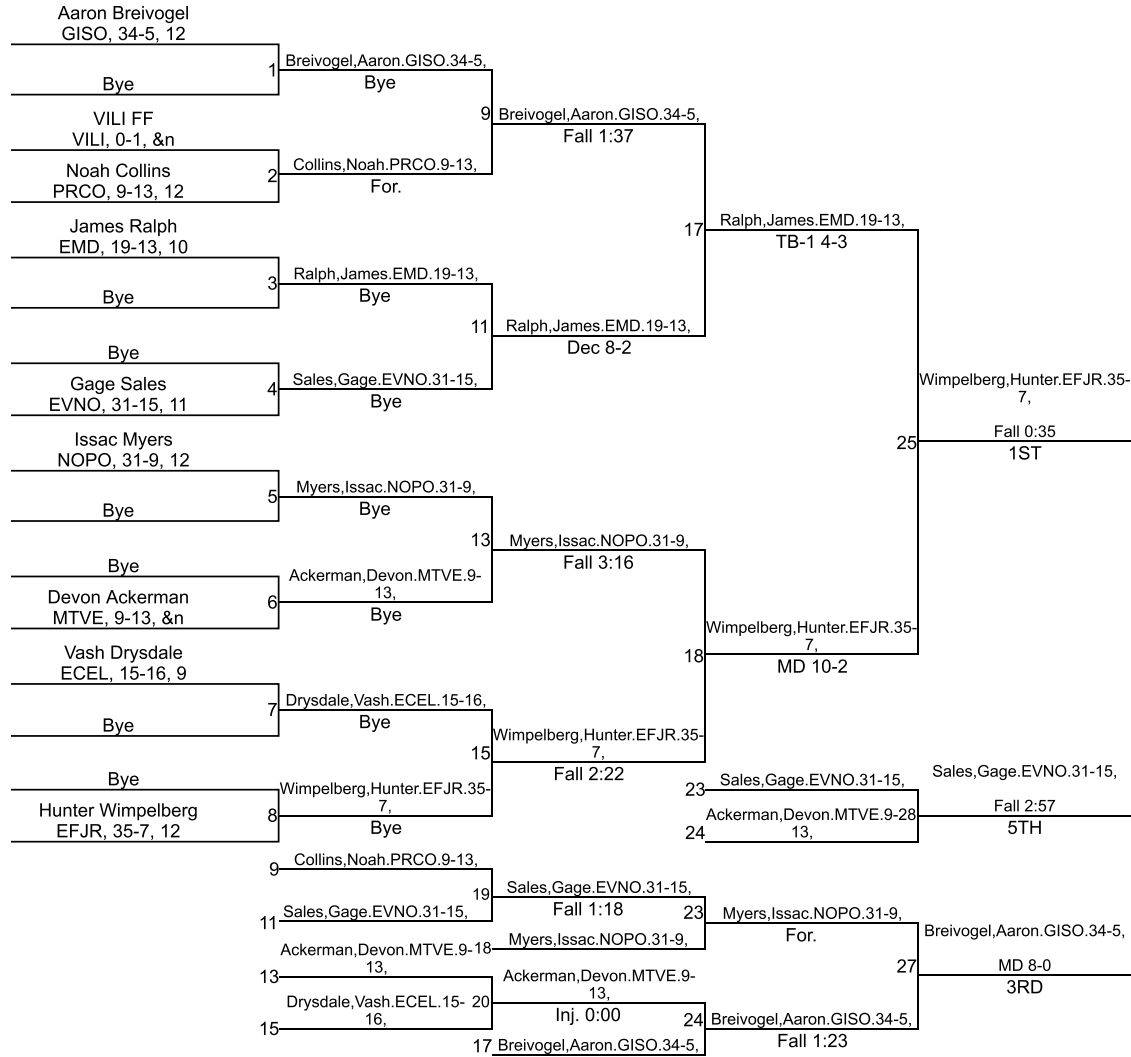 Aaron Breivogel
GISO, 34-5, 12
Bye
1
Breivogel,Aaron.GISO.34-5,
Bye
VILI FF
VILI, 0-1, &n
Noah Collins
PRCO, 9-13, 12
2
Collins,Noah.PRCO.9-13,
For.
9
Breivogel,Aaron.GISO.34-5,
Fall 1:37
James Ralph
EMD, 19-13, 10
Bye
3
Ralph,James.EMD.19-13,
Bye
Bye
Gage Sales
EVNO, 31-15, 11
4
Sales,Gage.EVNO.31-15,
Bye
11
Ralph,James.EMD.19-13,
Dec 8-2
17
Ralph,James.EMD.19-13,
TB-1 4-3
Issac Myers
NOPO, 31-9, 12
Bye
5
Myers,Issac.NOPO.31-9,
Bye
Bye
Devon Ackerman
MTVE, 9-13, &n
6
Ackerman,Devon.MTVE.9-
13,
Bye
13
Myers,Issac.NOPO.31-9,
Fall 3:16
Vash Drysdale
ECEL, 15-16, 9
Bye
7
Drysdale,Vash.ECEL.15-16,
Bye
Bye
Hunter Wimpelberg
EFJR, 35-7, 12
8
Wimpelberg,Hunter.EFJR.35-
7,
Bye
15
Wimpelberg,Hunter.EFJR.35-
7,
Fall 2:22
18
Wimpelberg,Hunter.EFJR.35-
7,
MD 10-2
25
Wimpelberg,Hunter.EFJR.35-
7,
Fall 0:35
1ST
23
Sales,Gage.EVNO.31-15,
24
Ackerman,Devon.MTVE.9-
13,
28
Sales,Gage.EVNO.31-15,
Fall 2:57
5TH
9
Collins,Noah.PRCO.9-13,
11
Sales,Gage.EVNO.31-15,
19
Sales,Gage.EVNO.31-15,
Fall 1:18
18
Myers,Issac.NOPO.31-9,
23
Myers,Issac.NOPO.31-9,
For.
13
Ackerman,Devon.MTVE.9-
13,
15
Drysdale,Vash.ECEL.15-
16,
20
Ackerman,Devon.MTVE.9-
13,
Inj. 0:00
17
Breivogel,Aaron.GISO.34-5,
24
Breivogel,Aaron.GISO.34-5,
Fall 1:23
27
Breivogel,Aaron.GISO.34-5,
MD 8-0
3RD